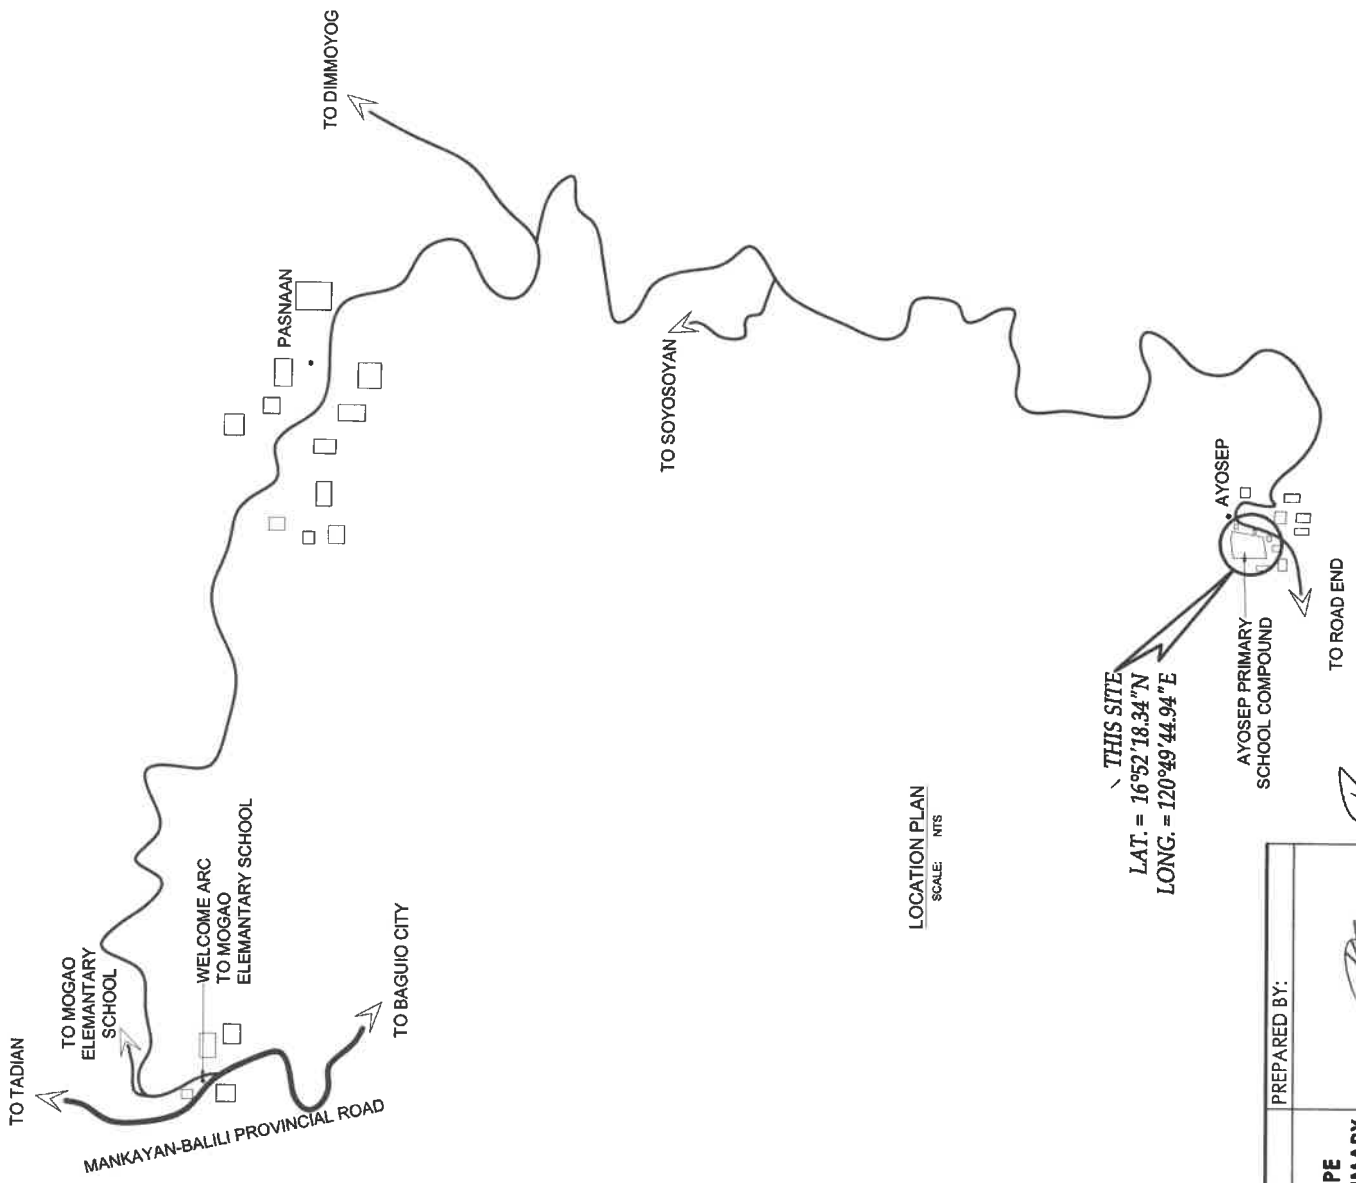 TO TADIAN
TO MOGAO
ELEMANTARY
SCHOOL
WELCOME ARC
TO MOGAO
ELEMANTARY SCHOOL
MANKAYAN-BALILI PROVINCIAL ROAD
TO BAGUIO CITY
PASNAAN
TO DIMMOYOG
TO SOYOSOYAN
LOCATION PLAN
SCALE: NTS
THIS SITE
LAT. = 16°52'18.34"N
LONG. = 120°49'44.94"E
AYOSEP
AYOSEP PRIMARY
SCHOOL COMPOUND
TO ROAD END
PREPARED BY:
PE